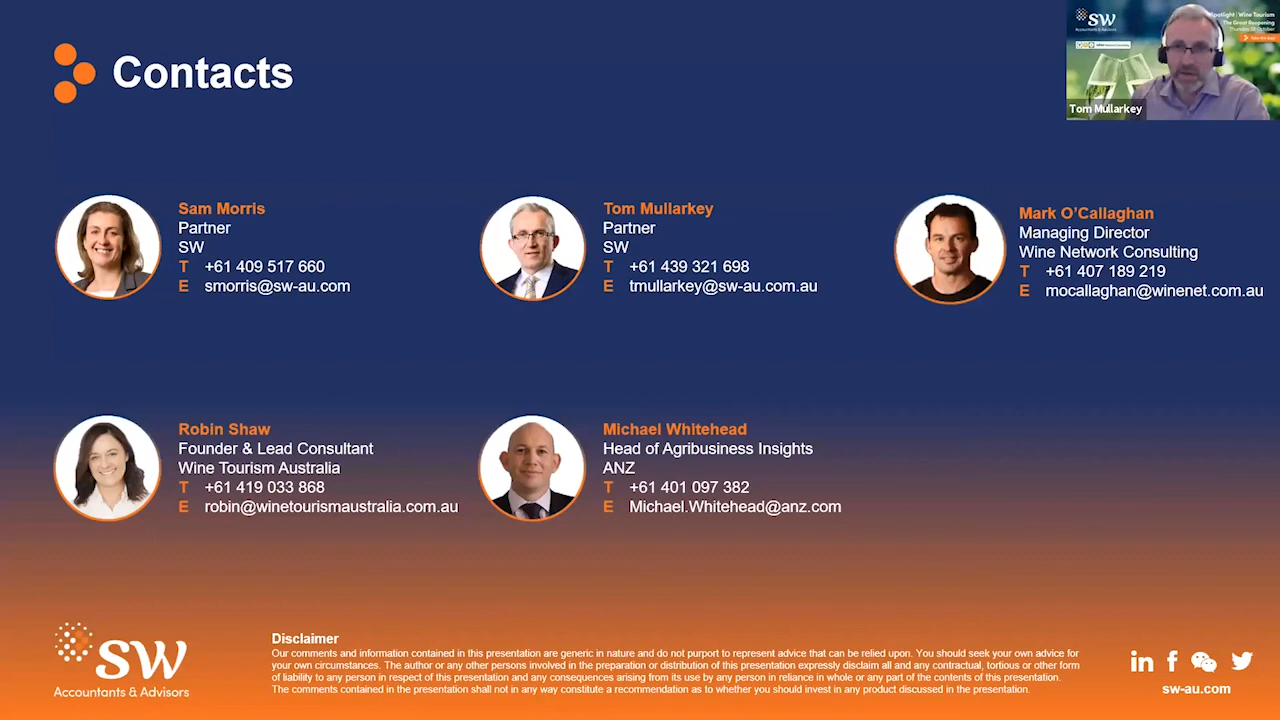 Contacts
SW
Accountants & Advisors
Spotlight | Wine Tourism
The Great Reopening
Tom Mullarkey
Sam Morris
Partner
SW
T +61 409 517 660
E smorris@sw-au.com
Tom Mullarkey
Partner
SW
T +61 439 321 698
E tmullarkey@sw-au.com.au
Mark O'Callaghan
Managing Director
Wine Network Consulting
T +61 407 189 219
E mocallaghan@winenet.com.au
Robin Shaw
Founder & Lead Consultant
Wine Tourism Australia
T +61 419 033 868
E robin@winetourismaustralia.com.au
Michael Whitehead
Head of Agribusiness Insights
ANZ
T +61 401 097 382
E Michael.Whitehead@anz.com
SW
Accountants & Advisors
Disclaimer
Our comments and information contained in this presentation are generic in nature and do not purport to represent advice that can be relied upon. You should seek your own advice for
your own circumstances. The author or any other persons involved in the preparation or distribution of this presentation expressly disclaim all and any contractual, tortious or other form
of liability to any person in respect of this presentation and any consequences arising from its use by any person in reliance in whole or any part of the contents of this presentation.
The comments contained in the presentation shall not in any way constitute a recommendation as to whether you should invest in any product discussed in the presentation.
in f
sw-au.com